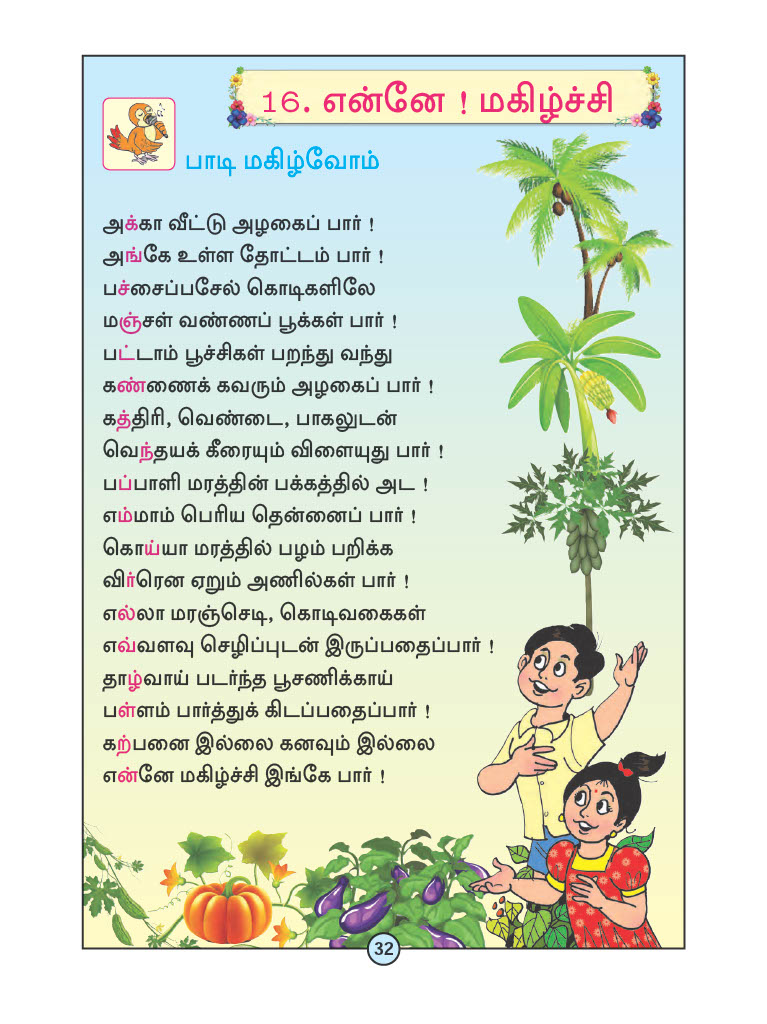 16. என்னே ! மகிழ்ச்சி
பாடி மகிழ்வோம்
அக்கா வீட்டு அழகைப் பார் !
அங்கே உள்ள தோட்டம் பார் !
பச்சைப்பசேல் கொடிகளிலே
மஞ்சள் வண்ணப் பூக்கள் பார் !
பட்டாம் பூச்சிகள் பறந்து வந்து
கண்ணைக் கவரும் அழகைப் பார் !
கத்திரி, வெண்டை, பாகலுடன்
வெந்தயக் கீரையும் விளையுது பார் !
பப்பாளி மரத்தின் பக்கத்தில் அட !
எம்மாம் பெரிய தென்னைப் பார் !
கொய்யா மரத்தில் பழம் பறிக்க
விர்ரென ஏறும் அணில்கள் பார் !
எல்லா மரஞ்செடி, கொடிவகைகள்
எவ்வளவு செழிப்புடன் இருப்பதைப்பார் !
தாழ்வாய் படர்ந்த பூசணிக்காய்
பள்ளம் பார்த்துக் கிடப்பதைப்பார் !
கற்பனை இல்லை கனவும் இல்லை
என்னே மகிழ்ச்சி இங்கே பார் !
32